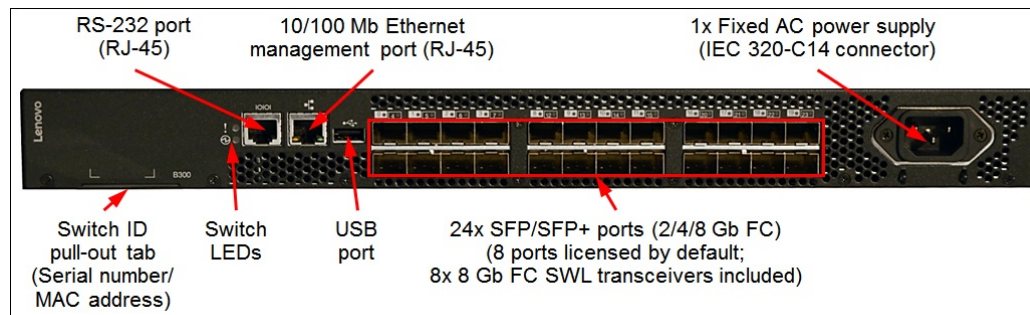 RS-232 port
(RJ-45)
10/100 Mb Ethernet
management port (RJ-45)
1x Fixed AC power supply
(IEC 320-C14 connector)
Lenovo
IOIOI
B300
Switch ID
pull-out tab
(Serial number/
MAC address)
Switch
LEDs
USB
port
24x SFP/SFP+ ports (2/4/8 Gb FC)
(8 ports licensed by default;
8x 8 Gb FC SWL transceivers included)